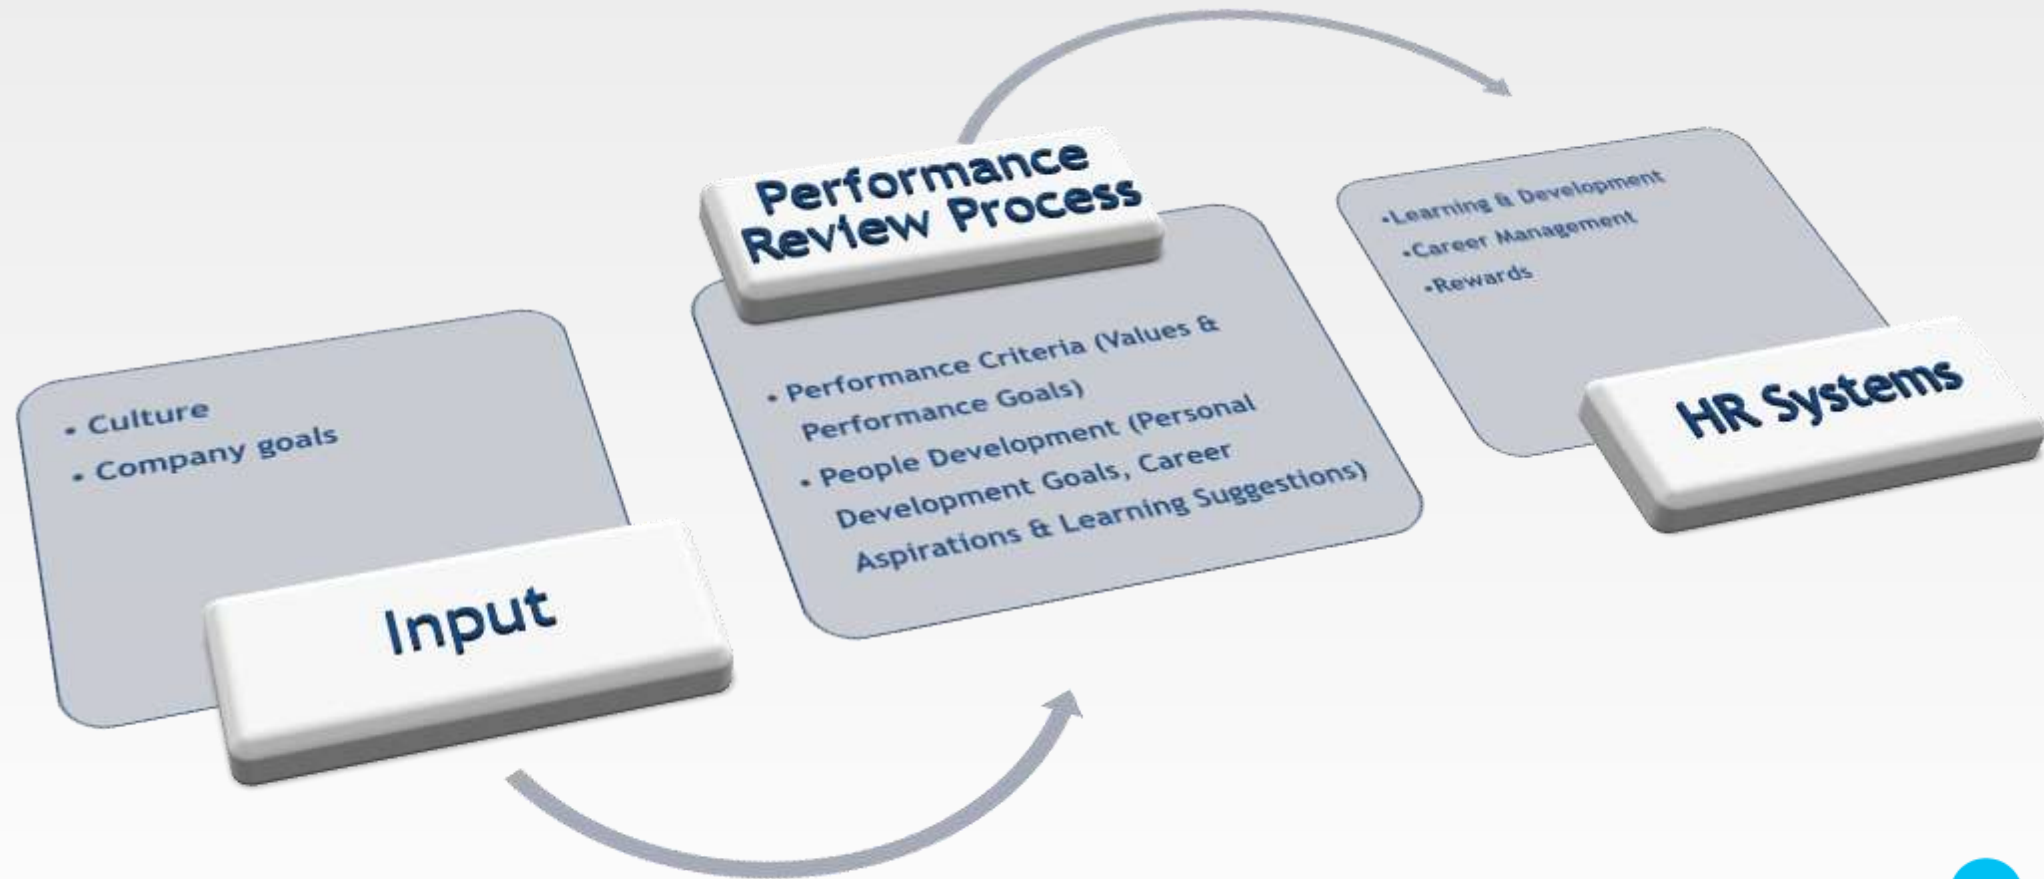 • Culture
• Company goals
Input
Performance
Review Process
• Performance Criteria (Values &
Performance Goals)
• People Development (Personal
Development Goals, Career
Aspirations & Learning Suggestions)
•Learning & Development
•Career Management
•Rewards
HR Systems